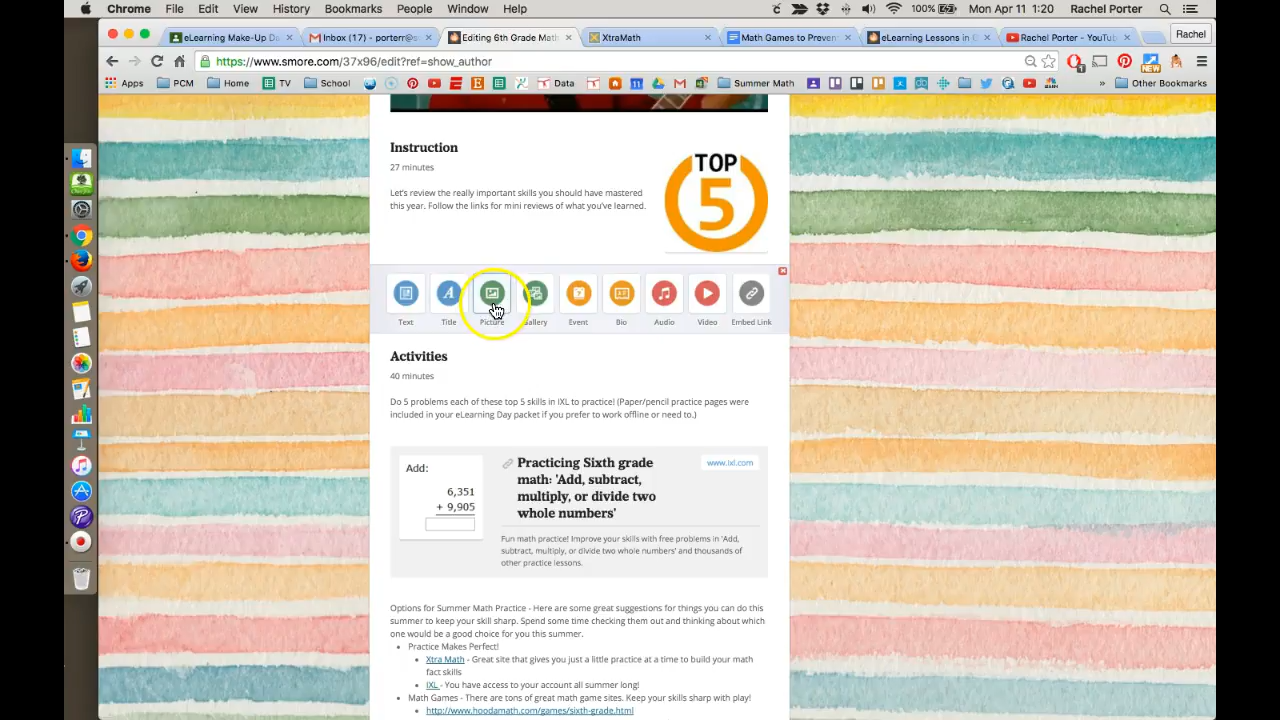 Chrome File Edit View History Bookmarks People Window Help
100% Mon Apr 11 1:20 Rachel Porter
eLearning Make-Up Da
Inbox (17) - porterr@s
Editing 6th Grade Math
XtraMath
Math Games to Prevent
eLearning Lessons in G
Rachel Porter - YouTu
Rachel
https://www.smore.com/37x96/edit?ref=show_author
Apps PCM Home TV School Data Summer Math » Other Bookmarks
Instruction
27 minutes
Let's review the really important skills you should have mastered
this year. Follow the links for mini reviews of what you've learned.
TOP
5
Text Title Picture Gallery Event Bio Audio Video Embed Link
Activities
40 minutes
Do 5 problems each of these top 5 skills in IXL to practice! (Paper/pencil practice pages were
included in your eLearning Day packet if you prefer to work offline or need to.)
Add:
6,351
+ 9,905
Practicing Sixth grade
math: 'Add, subtract,
multiply, or divide two
whole numbers'
www.ixl.com
Fun math practice! Improve your skills with free problems in 'Add,
subtract, multiply, or divide two whole numbers' and thousands of
other practice lessons.
Options for Summer Math Practice - Here are some great suggestions for things you can do this
summer to keep your skill sharp. Spend some time checking them out and thinking about which
one would be a good choice for you this summer.
• Practice Makes Perfect!
• Xtra Math - Great site that gives you just a little practice at a time to build your math
fact skills
• IXL - You have access to your account all summer long!
• Math Games - There are tons of great math game sites. Keep your skills sharp with play!
• http://www.hoodamath.com/games/sixth-grade.html